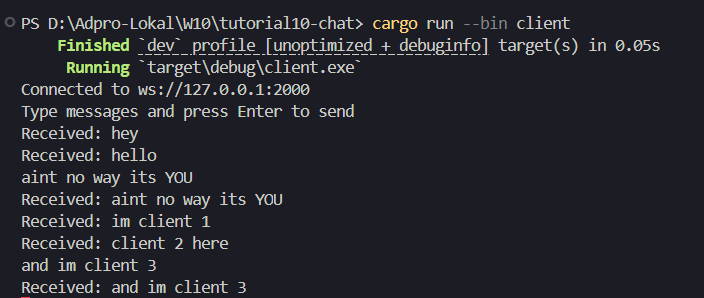 PS D:\Adpro-Lokal\W10\tutorial10-chat> cargo run --bin client
Finished `dev` profile [unoptimized + debuginfo] target(s) in 0.05s
Running `target\debug\client.exe`
Connected to ws://127.0.0.1:2000
Type messages and press Enter to send
Received: hey
Received: hello
aint no way its YOU
Received: aint no way its YOU
Received: im client 1
Received: client 2 here
and im client 3
Received: and im client 3